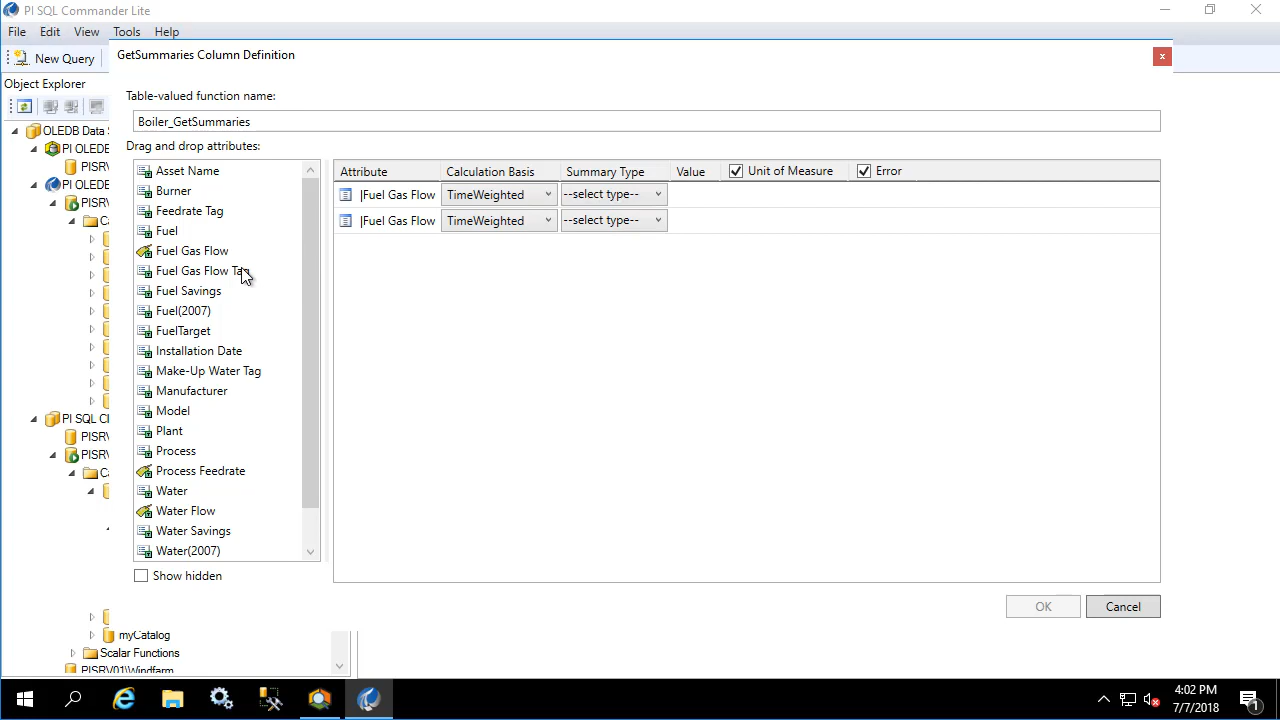 PI SQL Commander Lite
File Edit View Tools Help
New Query
GetSummaries Column Definition
Object Explorer
Table-valued function name:
Boiler_GetSummaries
OLEDB Data S
Drag and drop attributes:
PI OLEDB
PISRV
PI OLEDB
PISRV
Ca
PI SQL Cl
PISRV
PISRV
Ca
myCatalog
Scalar Functions
PISRV01\Windfarm
Asset Name
Burner
Feedrate Tag
Fuel
Fuel Gas Flow
Fuel Gas Flow Tag
Fuel Savings
Fuel(2007)
FuelTarget
Installation Date
Make-Up Water Tag
Manufacturer
Model
Plant
Process
Process Feedrate
Water
Water Flow
Water Savings
Water(2007)
Show hidden
Attribute Calculation Basis Summary Type Value Unit of Measure Error
|Fuel Gas Flow TimeWeighted --select type--
|Fuel Gas Flow TimeWeighted --select type--
OK Cancel
4:02 PM
7/7/2018
1